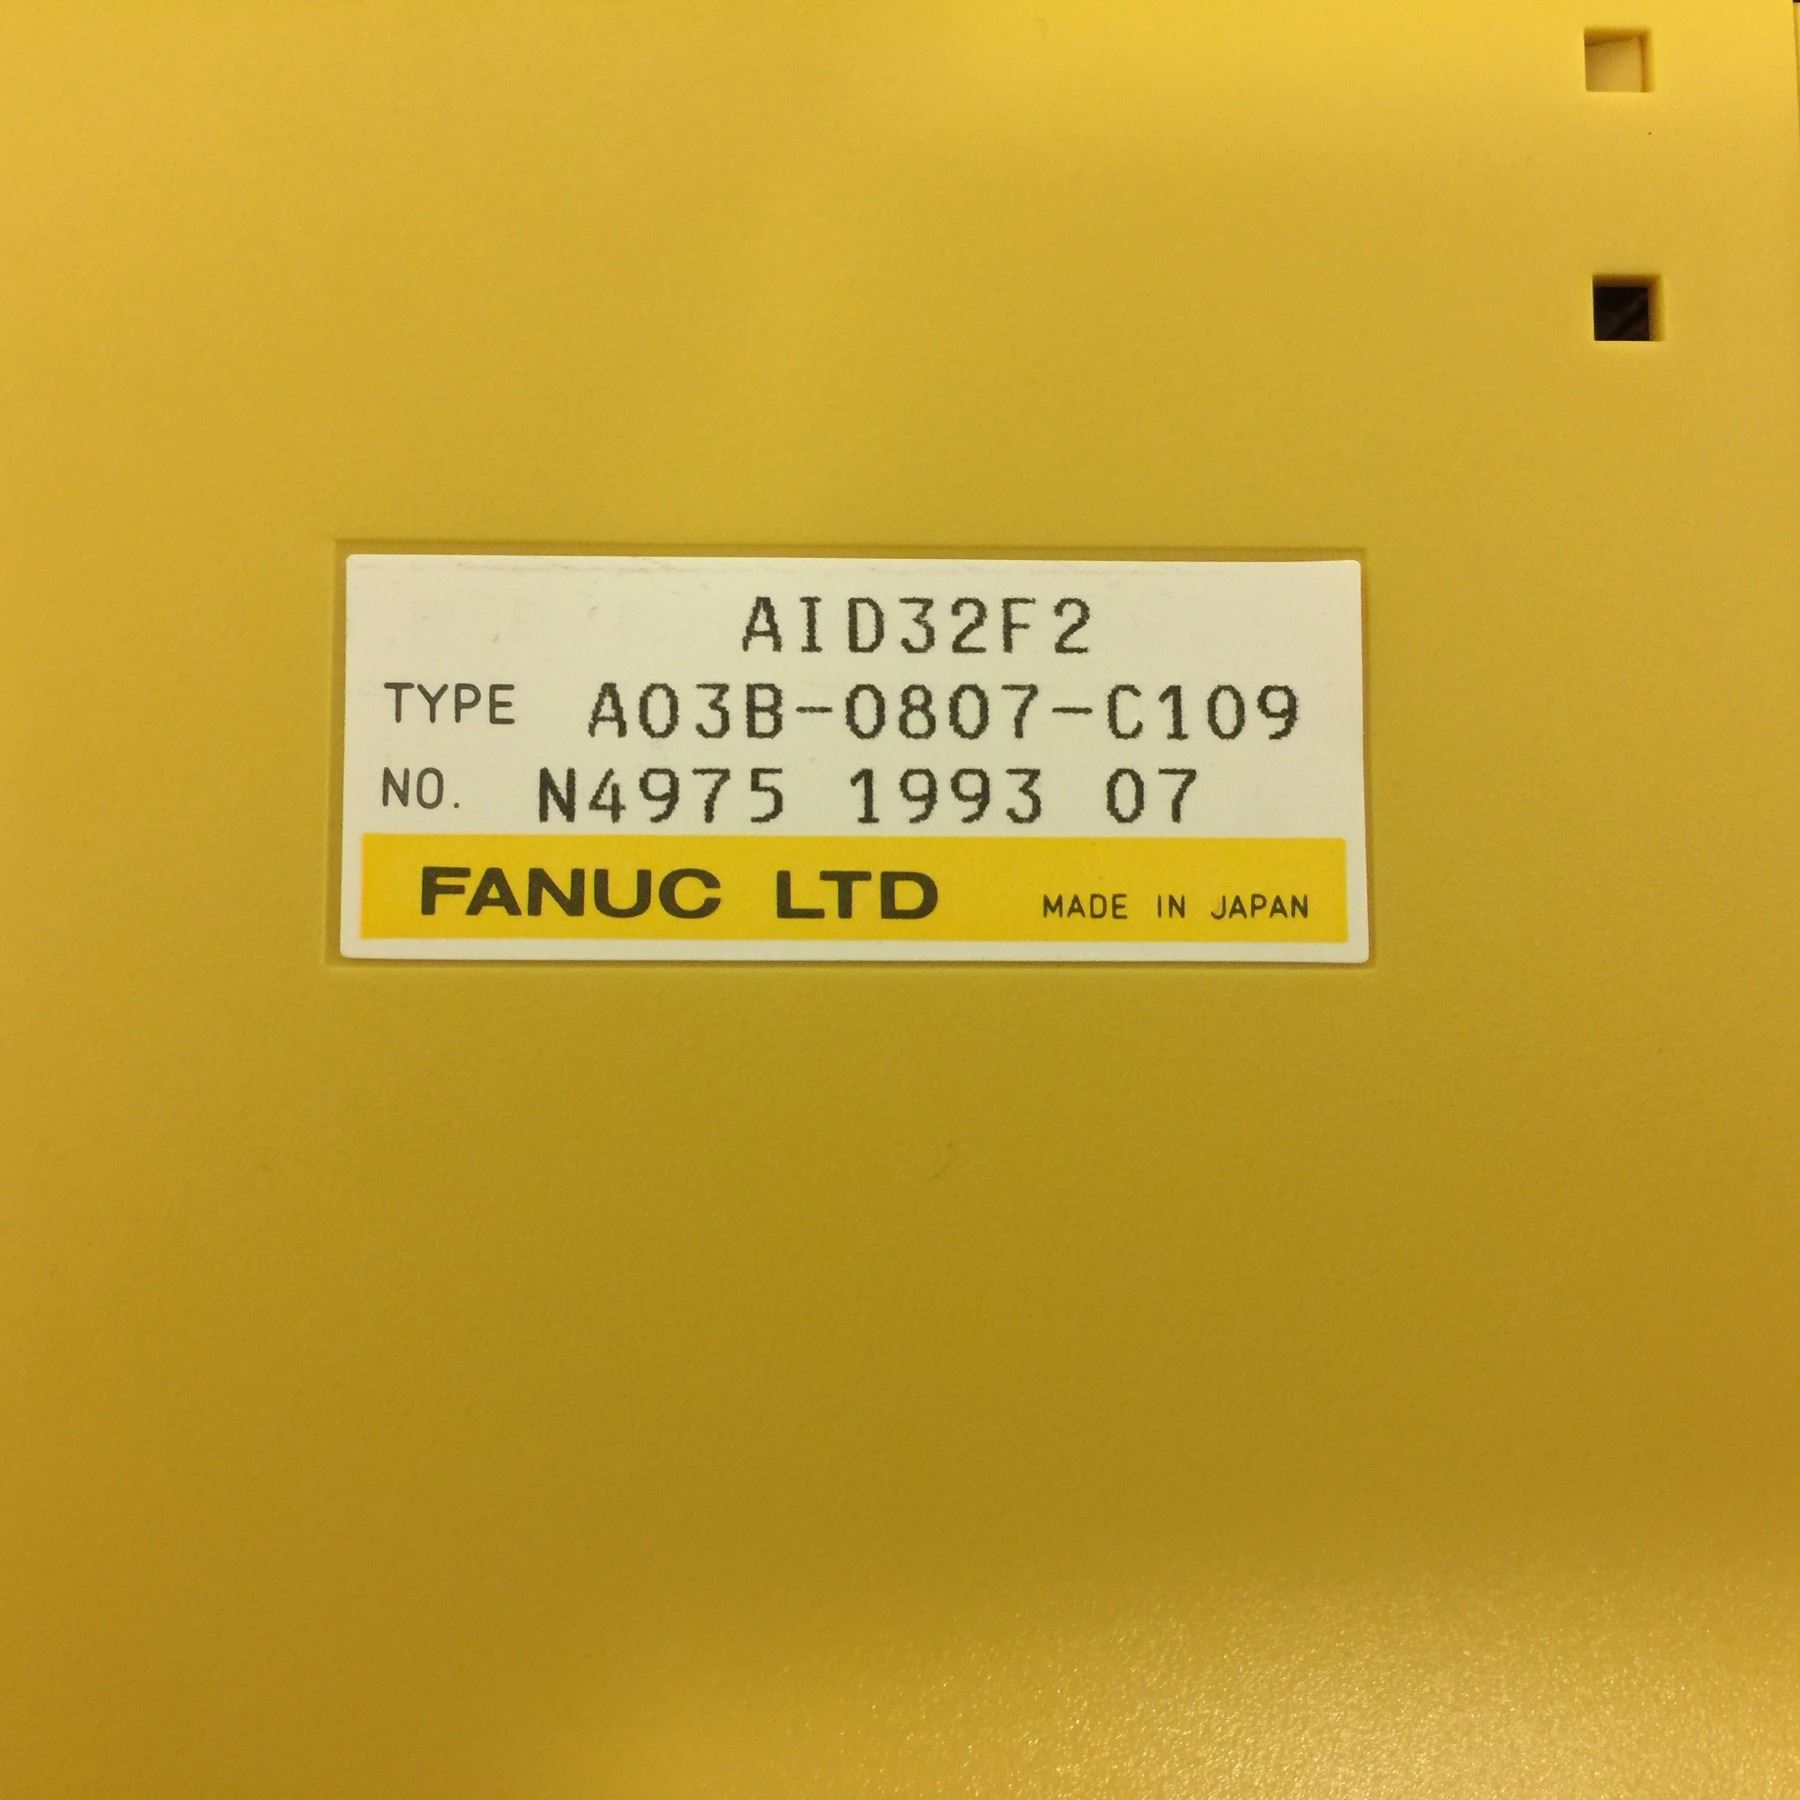 AID32F2
TYPE A03B-0807-C109
NO. N4975 1993 07
FANUC LTD MADE IN JAPAN